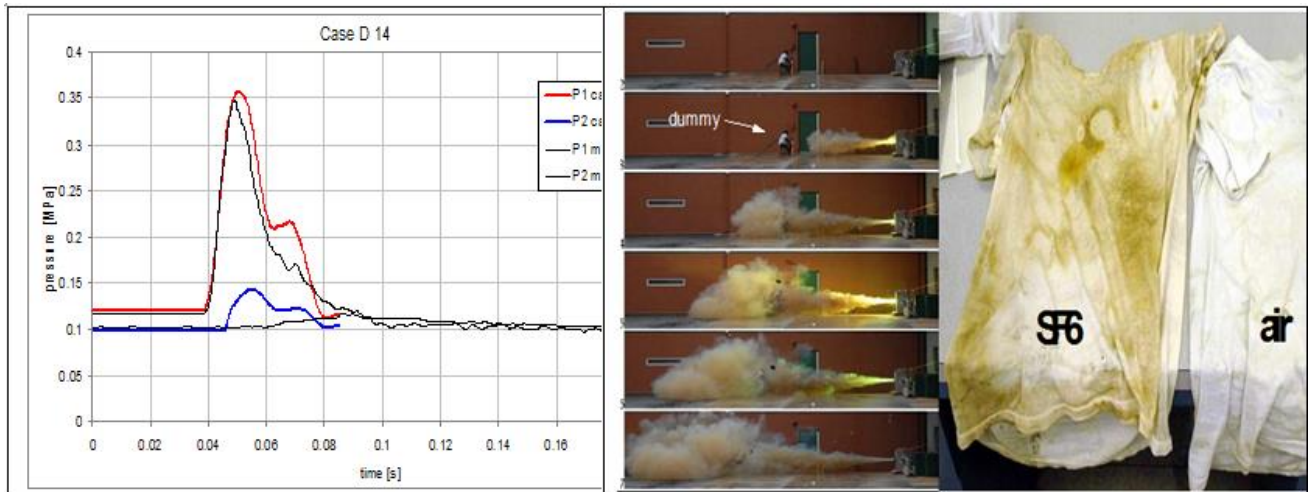 Case D 14
0.4
0.35
0.3
0.25
0.2
0.15
0.1
0.05
0
pressure [MPa]
P1 ca
P2 ca
P1 m
P2 m
0 0.02 0.04 0.06 0.08 0.1 0.12 0.14 0.16
time [s]
dummy
SF6
air